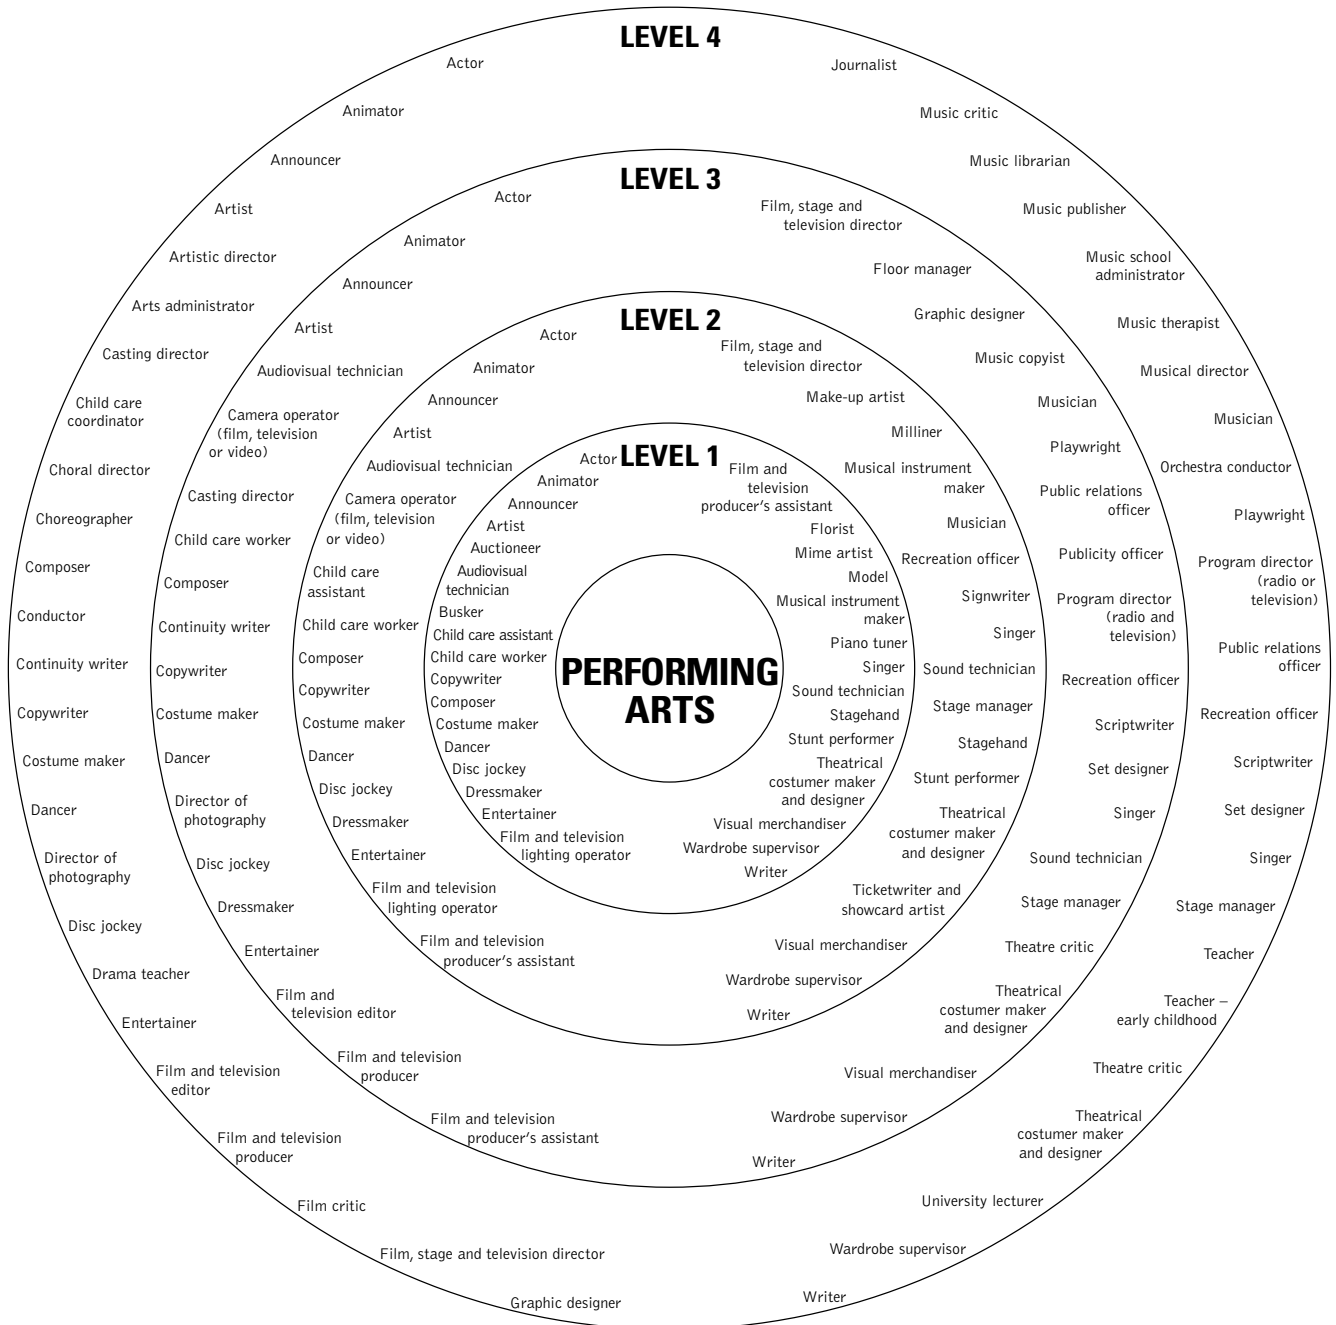 LEVEL 4
Actor
Animator
Announcer
Artist
Artistic director
Arts administrator
Casting director
Child care
coordinator
Choral director
Choreographer
Composer
Conductor
Continuity writer
Copywriter
Costume maker
Dancer
Director of
photography
Disc jockey
Drama teacher
Entertainer
Film and television
editor
Film and television
producer
Film critic
Film, stage and television director
Graphic designer
Journalist
Music critic
Music librarian
Music publisher
Music school
administrator
Music therapist
Musical director
Musician
Orchestra conductor
Playwright
Program director
(radio or
television)
Public relations
officer
Recreation officer
Scriptwriter
Set designer
Singer
Stage manager
Teacher
Teacher –
early childhood
Theatre critic
Theatrical
costumer maker
and designer
University lecturer
Wardrobe supervisor
Writer
LEVEL 3
Actor
Animator
Announcer
Artist
Audiovisual technician
Camera operator
(film, television
or video)
Casting director
Child care worker
Composer
Continuity writer
Copywriter
Costume maker
Dancer
Director of
photography
Disc jockey
Dressmaker
Entertainer
Film and
television editor
Film and television
producer
Film and television
producer's assistant
Film, stage and
television director
Floor manager
Graphic designer
Music copyist
Musician
Playwright
Public relations
officer
Publicity officer
Program director
(radio and
television)
Recreation officer
Scriptwriter
Set designer
Singer
Sound technician
Stage manager
Theatre critic
Theatrical
costumer maker
and designer
Visual merchandiser
Wardrobe supervisor
Writer
LEVEL 2
Actor
Animator
Announcer
Artist
Audiovisual technician
Camera operator
(film, television
or video)
Child care
assistant
Child care worker
Composer
Copywriter
Costume maker
Dancer
Disc jockey
Dressmaker
Entertainer
Film and television
lighting operator
Film and television
producer's assistant
Film, stage and
television director
Make-up artist
Milliner
Musical instrument
maker
Musician
Recreation officer
Signwriter
Singer
Sound technician
Stage manager
Stagehand
Stunt performer
Theatrical
costumer maker
and designer
Ticketwriter and
showcard artist
Visual merchandiser
Wardrobe supervisor
Writer
LEVEL 1
Actor
Animator
Announcer
Artist
Auctioneer
Audiovisual
technician
Busker
Child care assistant
Child care worker
Copywriter
Composer
Costume maker
Dancer
Disc jockey
Dressmaker
Entertainer
Film and television
lighting operator
Film and
television
producer's assistant
Florist
Mime artist
Model
Musical instrument
maker
Piano tuner
Singer
Sound technician
Stagehand
Stunt performer
Theatrical
costumer maker
and designer
Visual merchandiser
Wardrobe supervisor
Writer
PERFORMING
ARTS